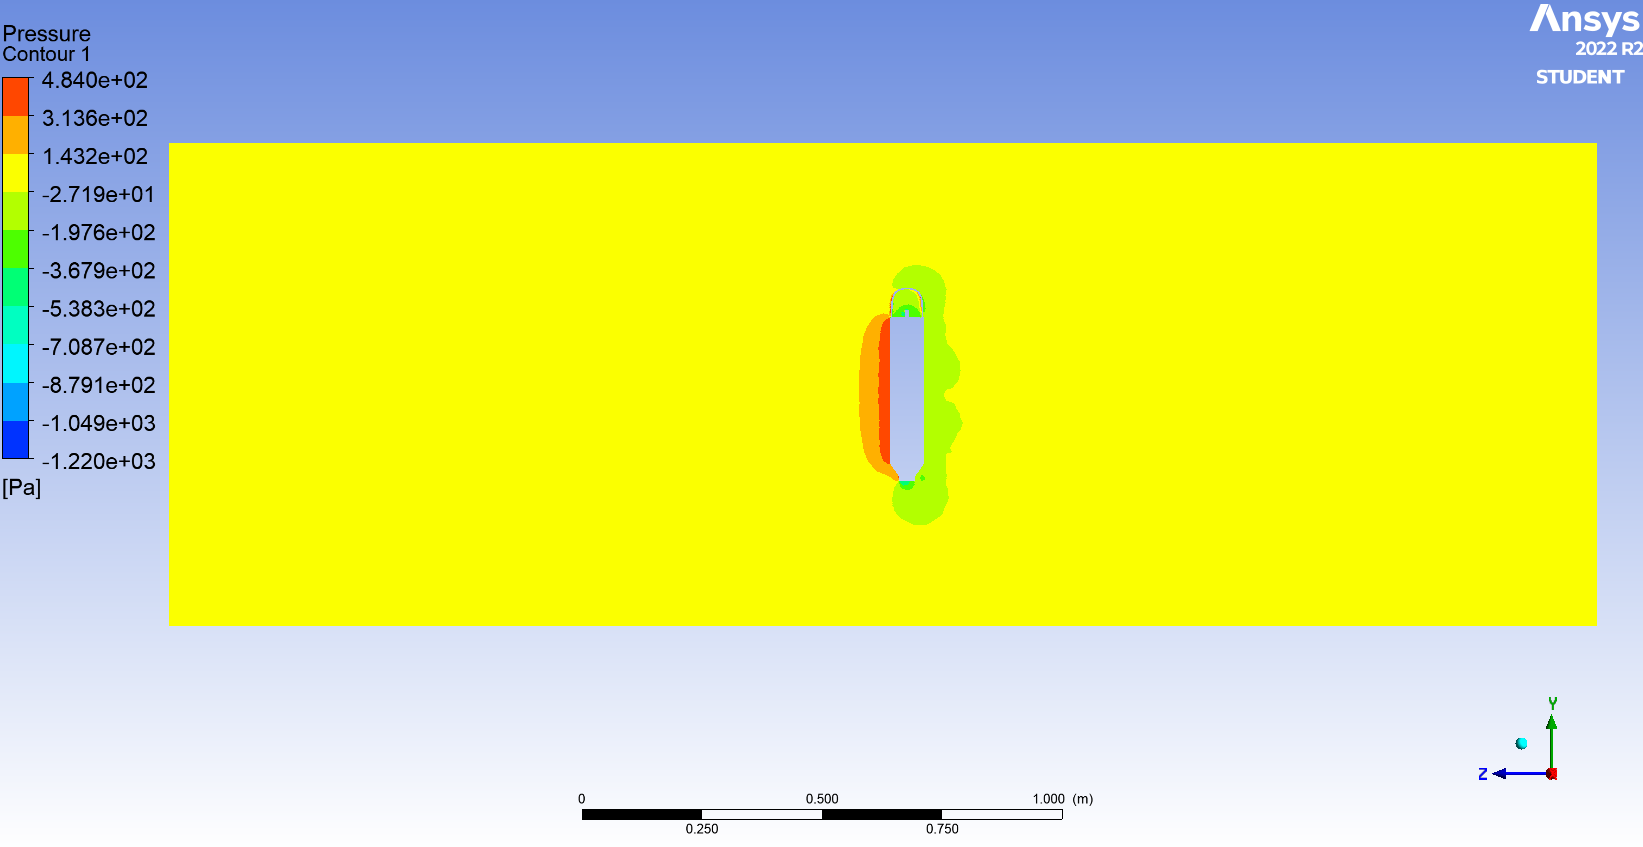 Pressure
Contour 1
4.840e+02
3.136e+02
1.432e+02
-2.719e+01
-1.976e+02
-3.679e+02
-5.383e+02
-7.087e+02
-8.791e+02
-1.049e+03
-1.220e+03
[Pa]
Ansys
2022 R2
STUDENT
Y
Z
0 0.500 1.000 (m)
0.250 0.750